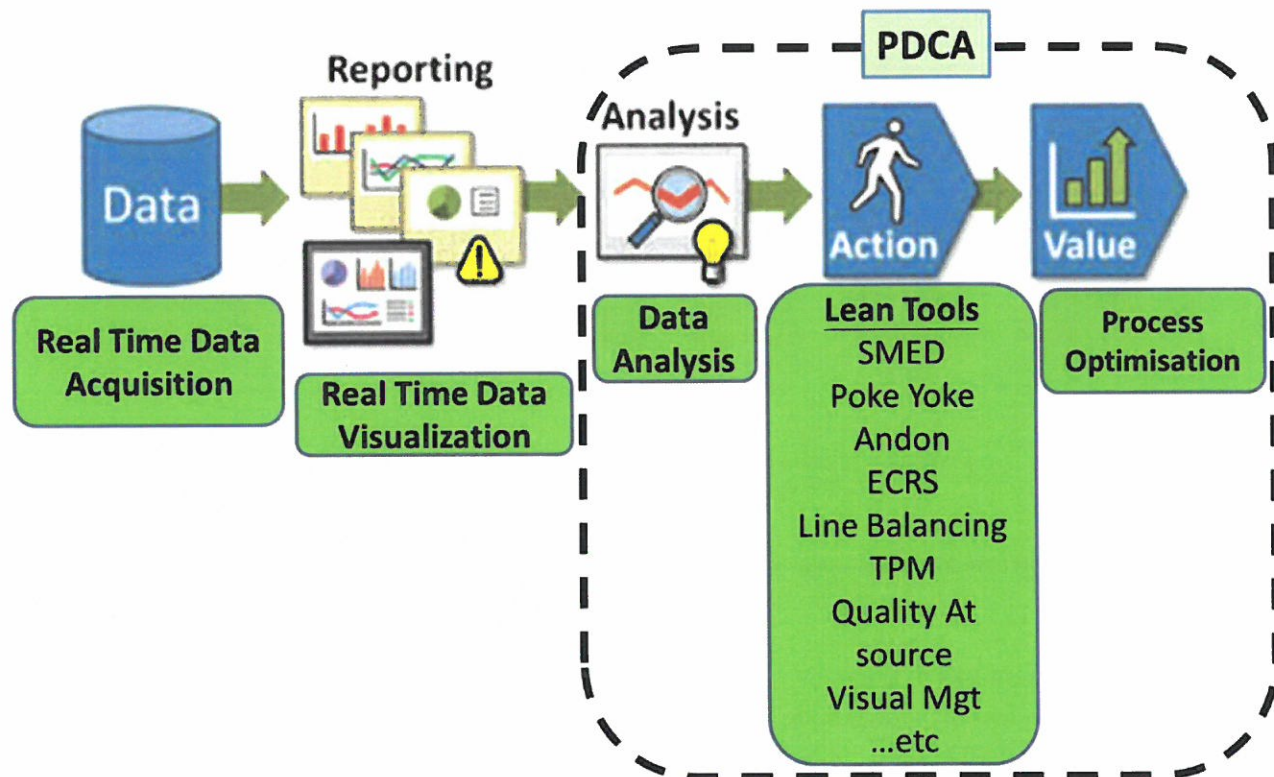 PDCA
Reporting
Analysis
Data
Action
Value
Real Time Data
Acquisition
Real Time Data
Visualization
Data
Analysis
Lean Tools
SMED
Poke Yoke
Andon
ECRS
Line Balancing
TPM
Quality At
source
Visual Mgt
...etc
Process
Optimisation